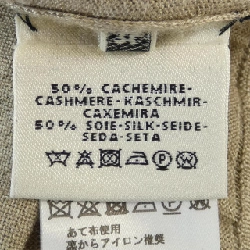 50% CACHEMIRE-
CASHMERE-KASCHMIR-
CAXEMIRA
50% SOIE-SILK-SEIDE-
SEDA-SETA
あて布使用
裏からアイロン推奨